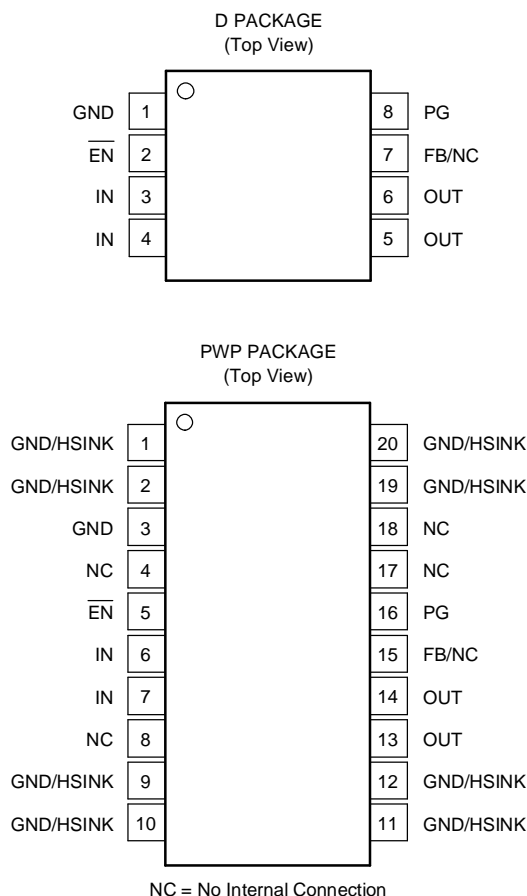 D PACKAGE
(Top View)
GND 1 8 PG
E̅N̅ 2 7 FB/NC
IN 3 6 OUT
IN 4 5 OUT
PWP PACKAGE
(Top View)
GND/HSINK 1 20 GND/HSINK
GND/HSINK 2 19 GND/HSINK
GND 3 18 NC
NC 4 17 NC
E̅N̅ 5 16 PG
IN 6 15 FB/NC
IN 7 14 OUT
NC 8 13 OUT
GND/HSINK 9 12 GND/HSINK
GND/HSINK 10 11 GND/HSINK
NC = No Internal Connection